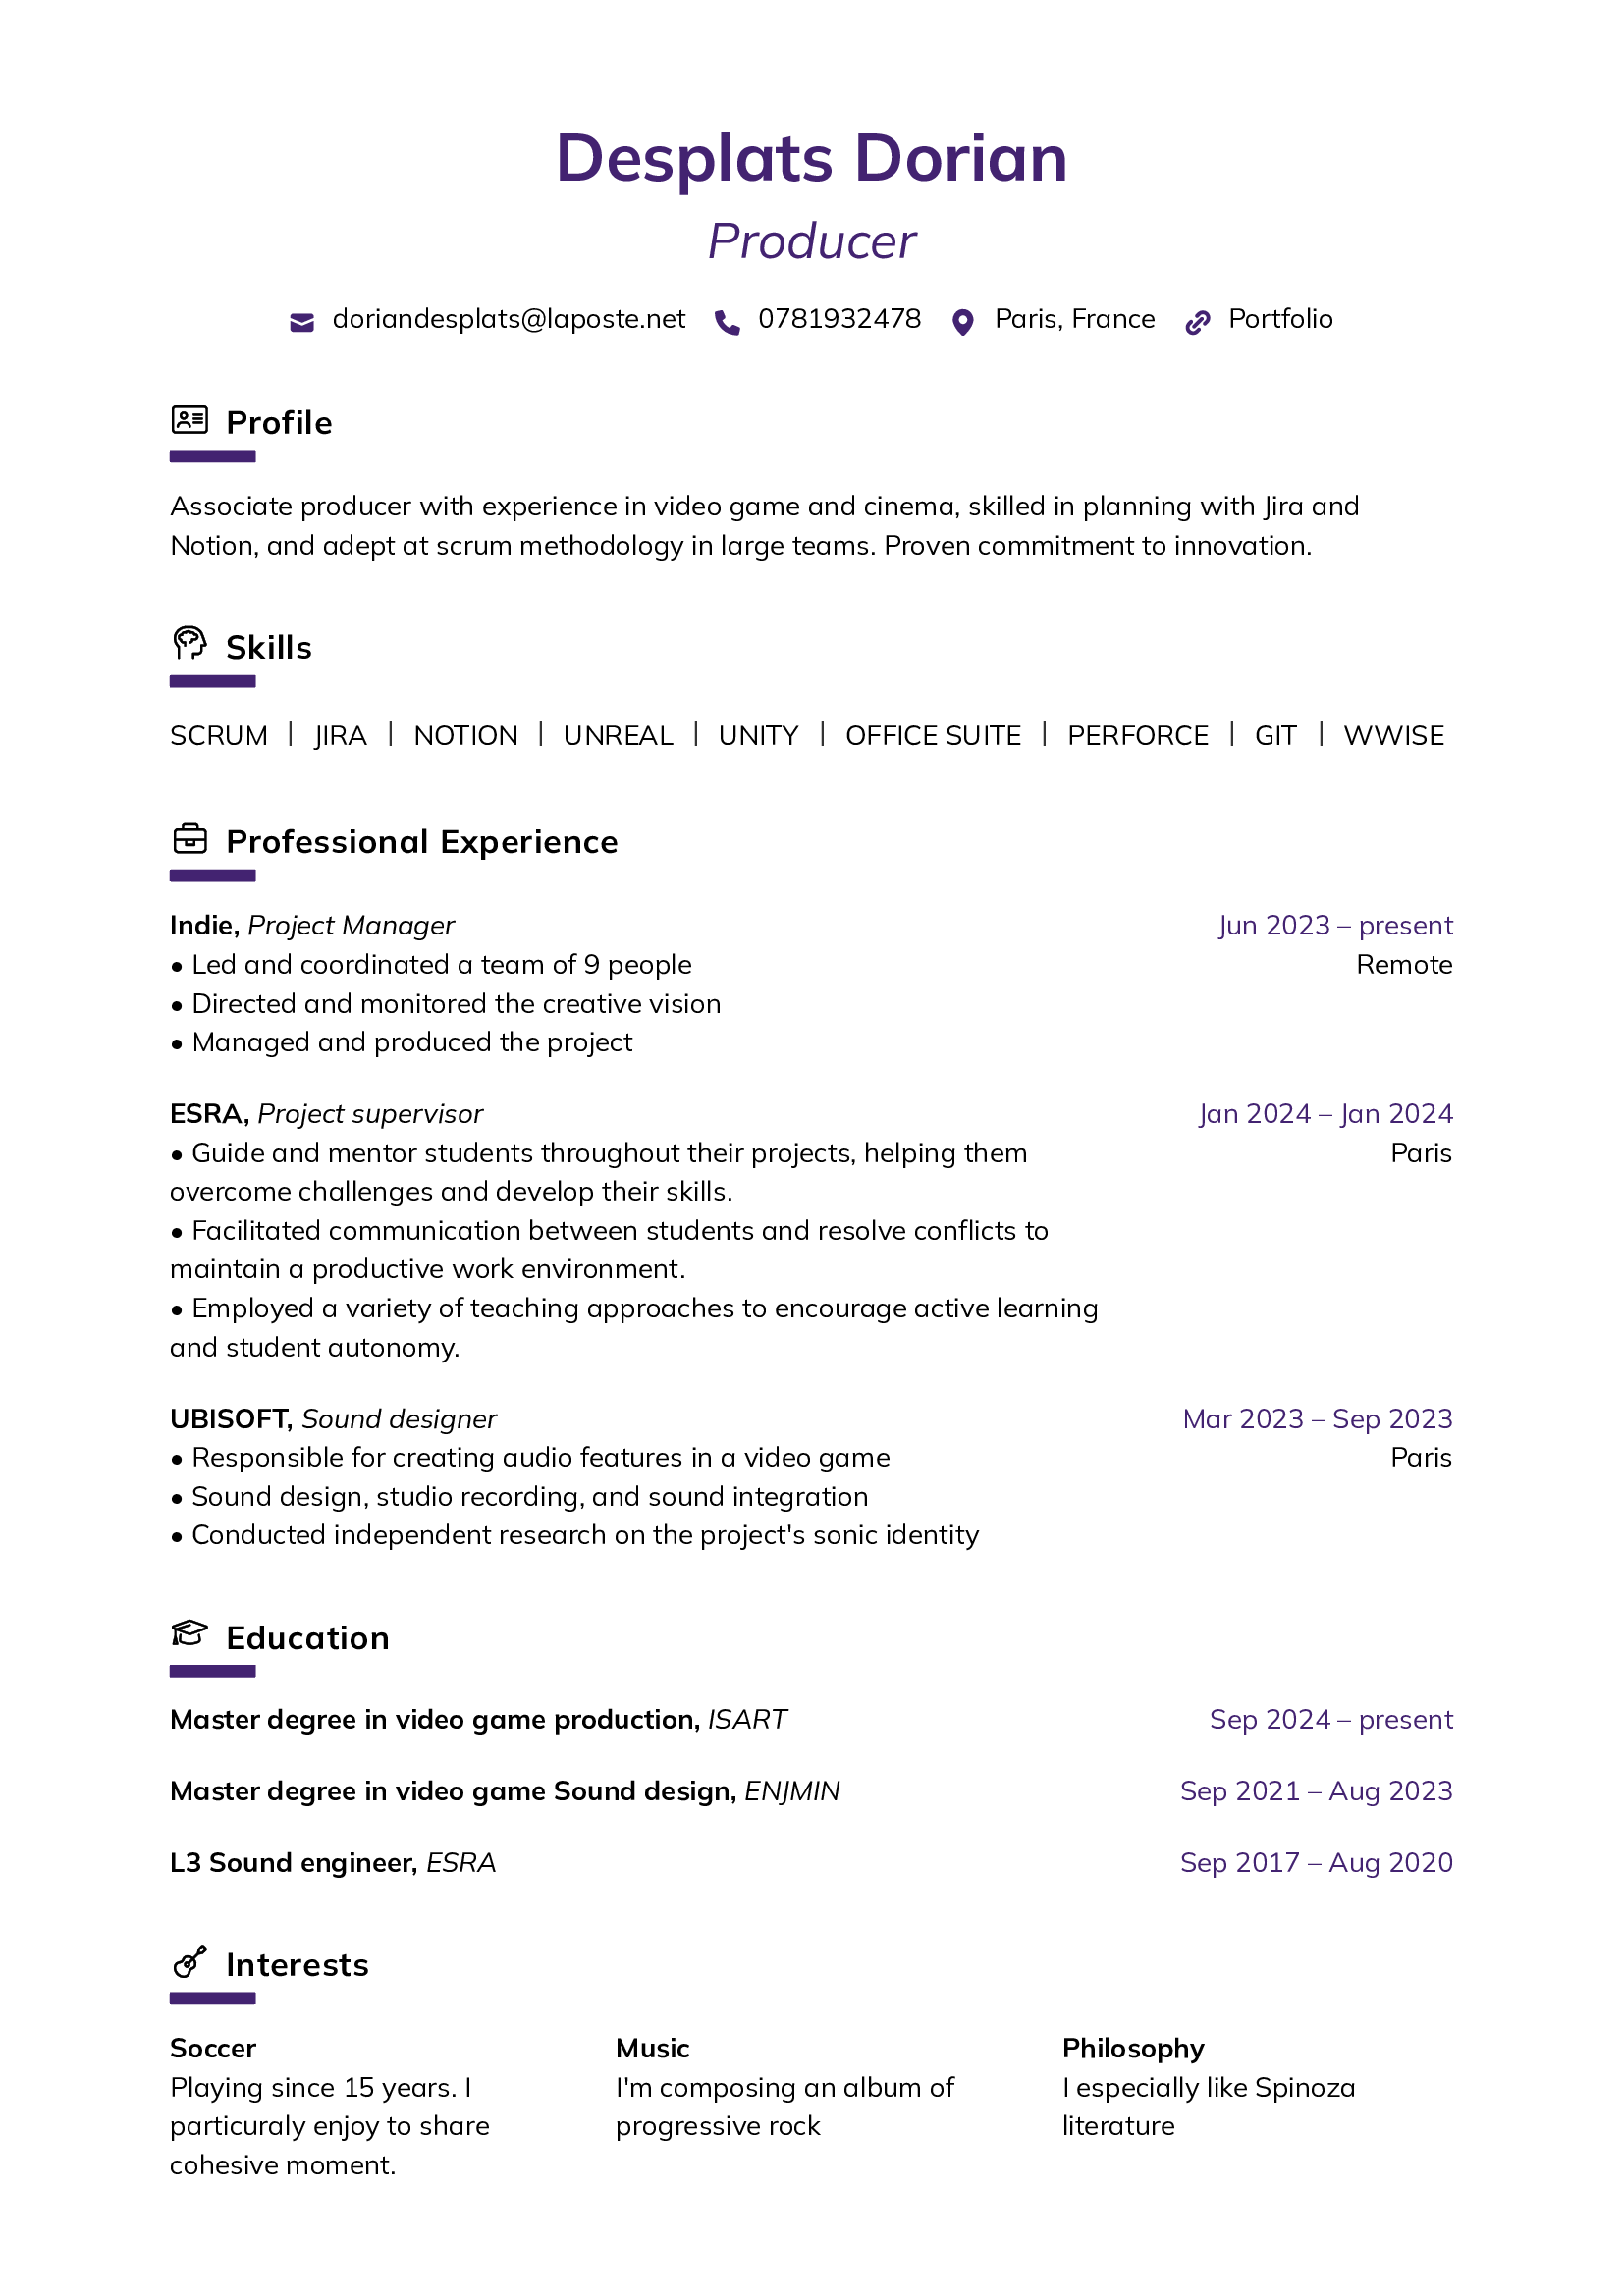 Desplats Dorian
Producer
doriandesplats@laposte.net 0781932478 Paris, France Portfolio
Profile
Associate producer with experience in video game and cinema, skilled in planning with Jira and
Notion, and adept at scrum methodology in large teams. Proven commitment to innovation.
Skills
SCRUM | JIRA | NOTION | UNREAL | UNITY | OFFICE SUITE | PERFORCE | GIT | WWISE
Professional Experience
Indie, Project Manager Jun 2023 – present
• Led and coordinated a team of 9 people Remote
• Directed and monitored the creative vision
• Managed and produced the project
ESRA, Project supervisor Jan 2024 – Jan 2024
• Guide and mentor students throughout their projects, helping them Paris
overcome challenges and develop their skills.
• Facilitated communication between students and resolve conflicts to
maintain a productive work environment.
• Employed a variety of teaching approaches to encourage active learning
and student autonomy.
UBISOFT, Sound designer Mar 2023 – Sep 2023
• Responsible for creating audio features in a video game Paris
• Sound design, studio recording, and sound integration
• Conducted independent research on the project's sonic identity
Education
Master degree in video game production, ISART Sep 2024 – present
Master degree in video game Sound design, ENJMIN Sep 2021 – Aug 2023
L3 Sound engineer, ESRA Sep 2017 – Aug 2020
Interests
Soccer
Playing since 15 years. I
particuraly enjoy to share
cohesive moment.
Music
I'm composing an album of
progressive rock
Philosophy
I especially like Spinoza
literature